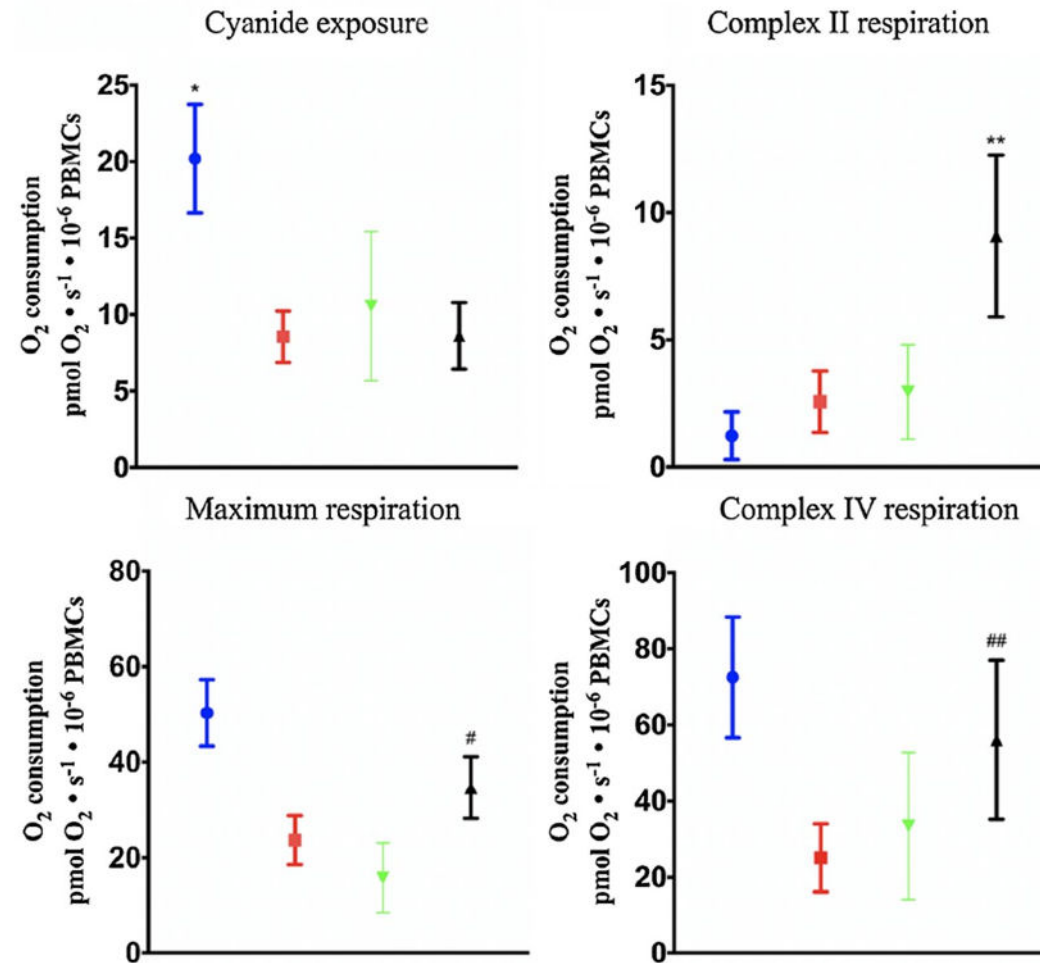 Cyanide exposure
O₂ consumption
pmol O₂ • s⁻¹ • 10⁻⁶ PBMCs
25
20
15
10
5
0
*
Complex II respiration
O₂ consumption
pmol O₂ • s⁻¹ • 10⁻⁶ PBMCs
15
10
5
0
**
Maximum respiration
O₂ consumption
pmol O₂ • s⁻¹ • 10⁻⁶ PBMCs
80
60
40
20
0
#
Complex IV respiration
O₂ consumption
pmol O₂ • s⁻¹ • 10⁻⁶ PBMCs
100
80
60
40
20
0
##